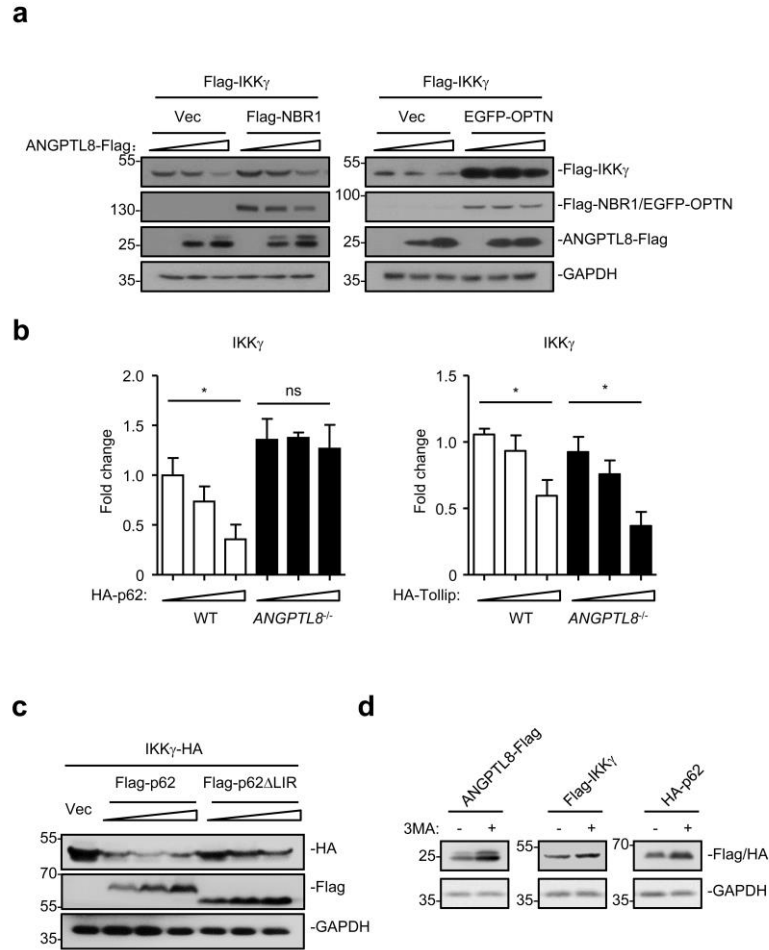 a
Flag-IKKγ Flag-IKKγ
Vec Flag-NBR1 Vec EGFP-OPTN
ANGPTL8-Flag:
55- 55- -Flag-IKKγ
130- 100- -Flag-NBR1/EGFP-OPTN
25- 25- -ANGPTL8-Flag
35- 35- -GAPDH
b
IKKγ IKKγ
2.0 1.5
* ns * *
1.5
1.0
1.0
0.5
0.5
0 0
Fold change Fold change
HA-p62: HA-Tollip:
WT ANGPTL8-/- WT ANGPTL8-/-
c
IKKγ-HA
Flag-p62 Flag-p62ΔLIR
Vec
55- -HA
70- -Flag
55-
35- -GAPDH
d
ANGPTL8-Flag Flag-IKKγ HA-p62
3MA: - + - + - +
25- 55- 70- -Flag/HA
35- 35- 35- -GAPDH